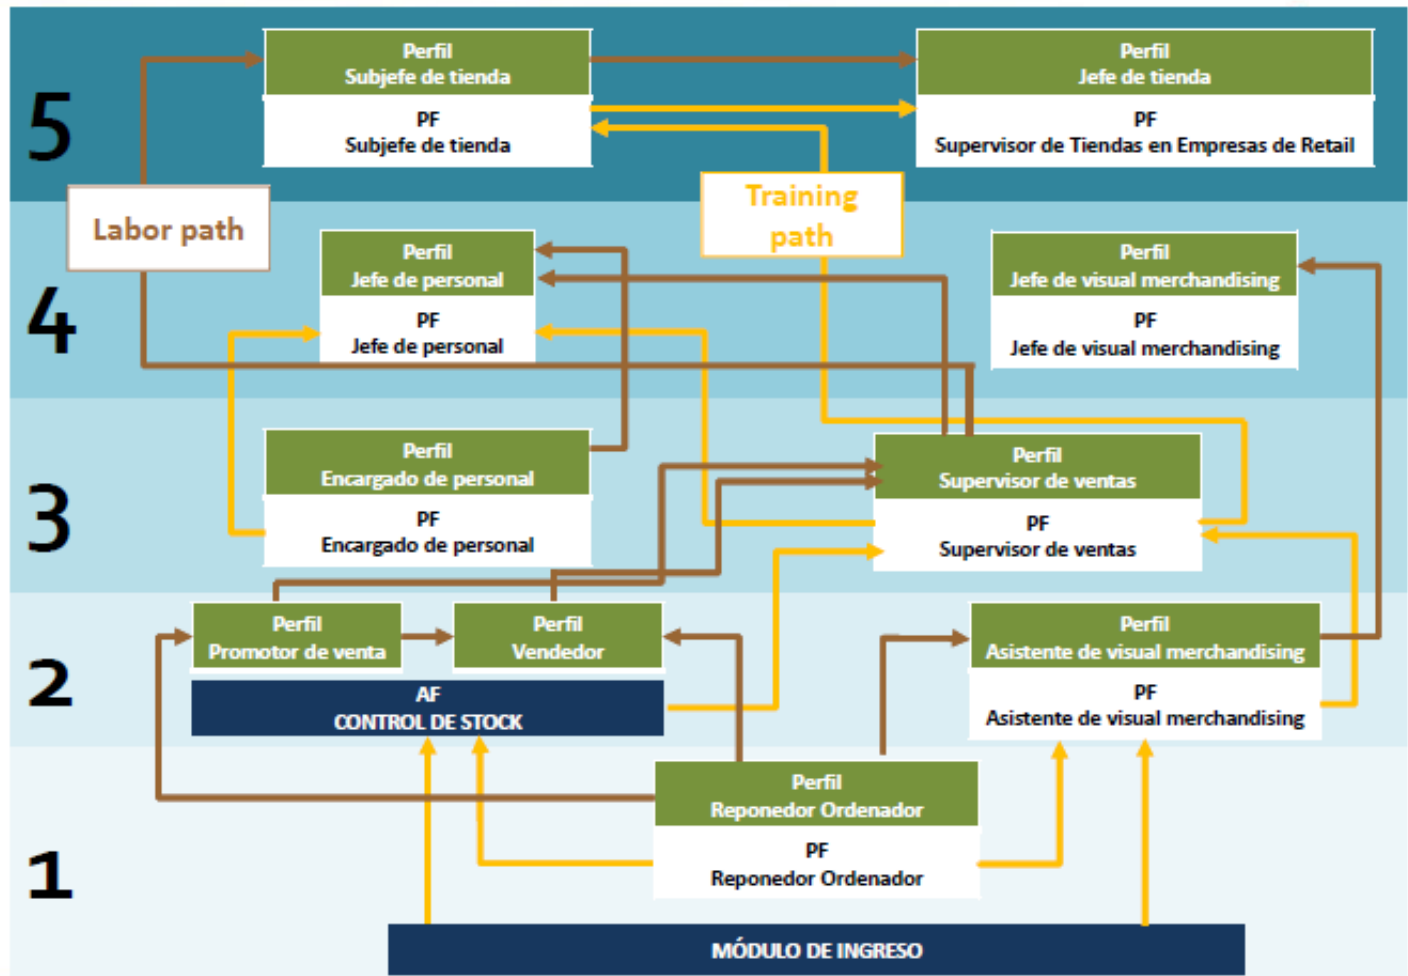 5
Perfil
Subjefe de tienda
PF
Subjefe de tienda
Perfil
Jefe de tienda
PF
Supervisor de Tiendas en Empresas de Retail
Labor path
Training
path
4
Perfil
Jefe de personal
PF
Jefe de personal
Perfil
Jefe de visual merchandising
PF
Jefe de visual merchandising
3
Perfil
Encargado de personal
PF
Encargado de personal
Perfil
Supervisor de ventas
PF
Supervisor de ventas
2
Perfil
Promotor de venta
Perfil
Vendedor
AF
CONTROL DE STOCK
Perfil
Asistente de visual merchandising
PF
Asistente de visual merchandising
1
Perfil
Reponedor Ordenador
PF
Reponedor Ordenador
MÓDULO DE INGRESO